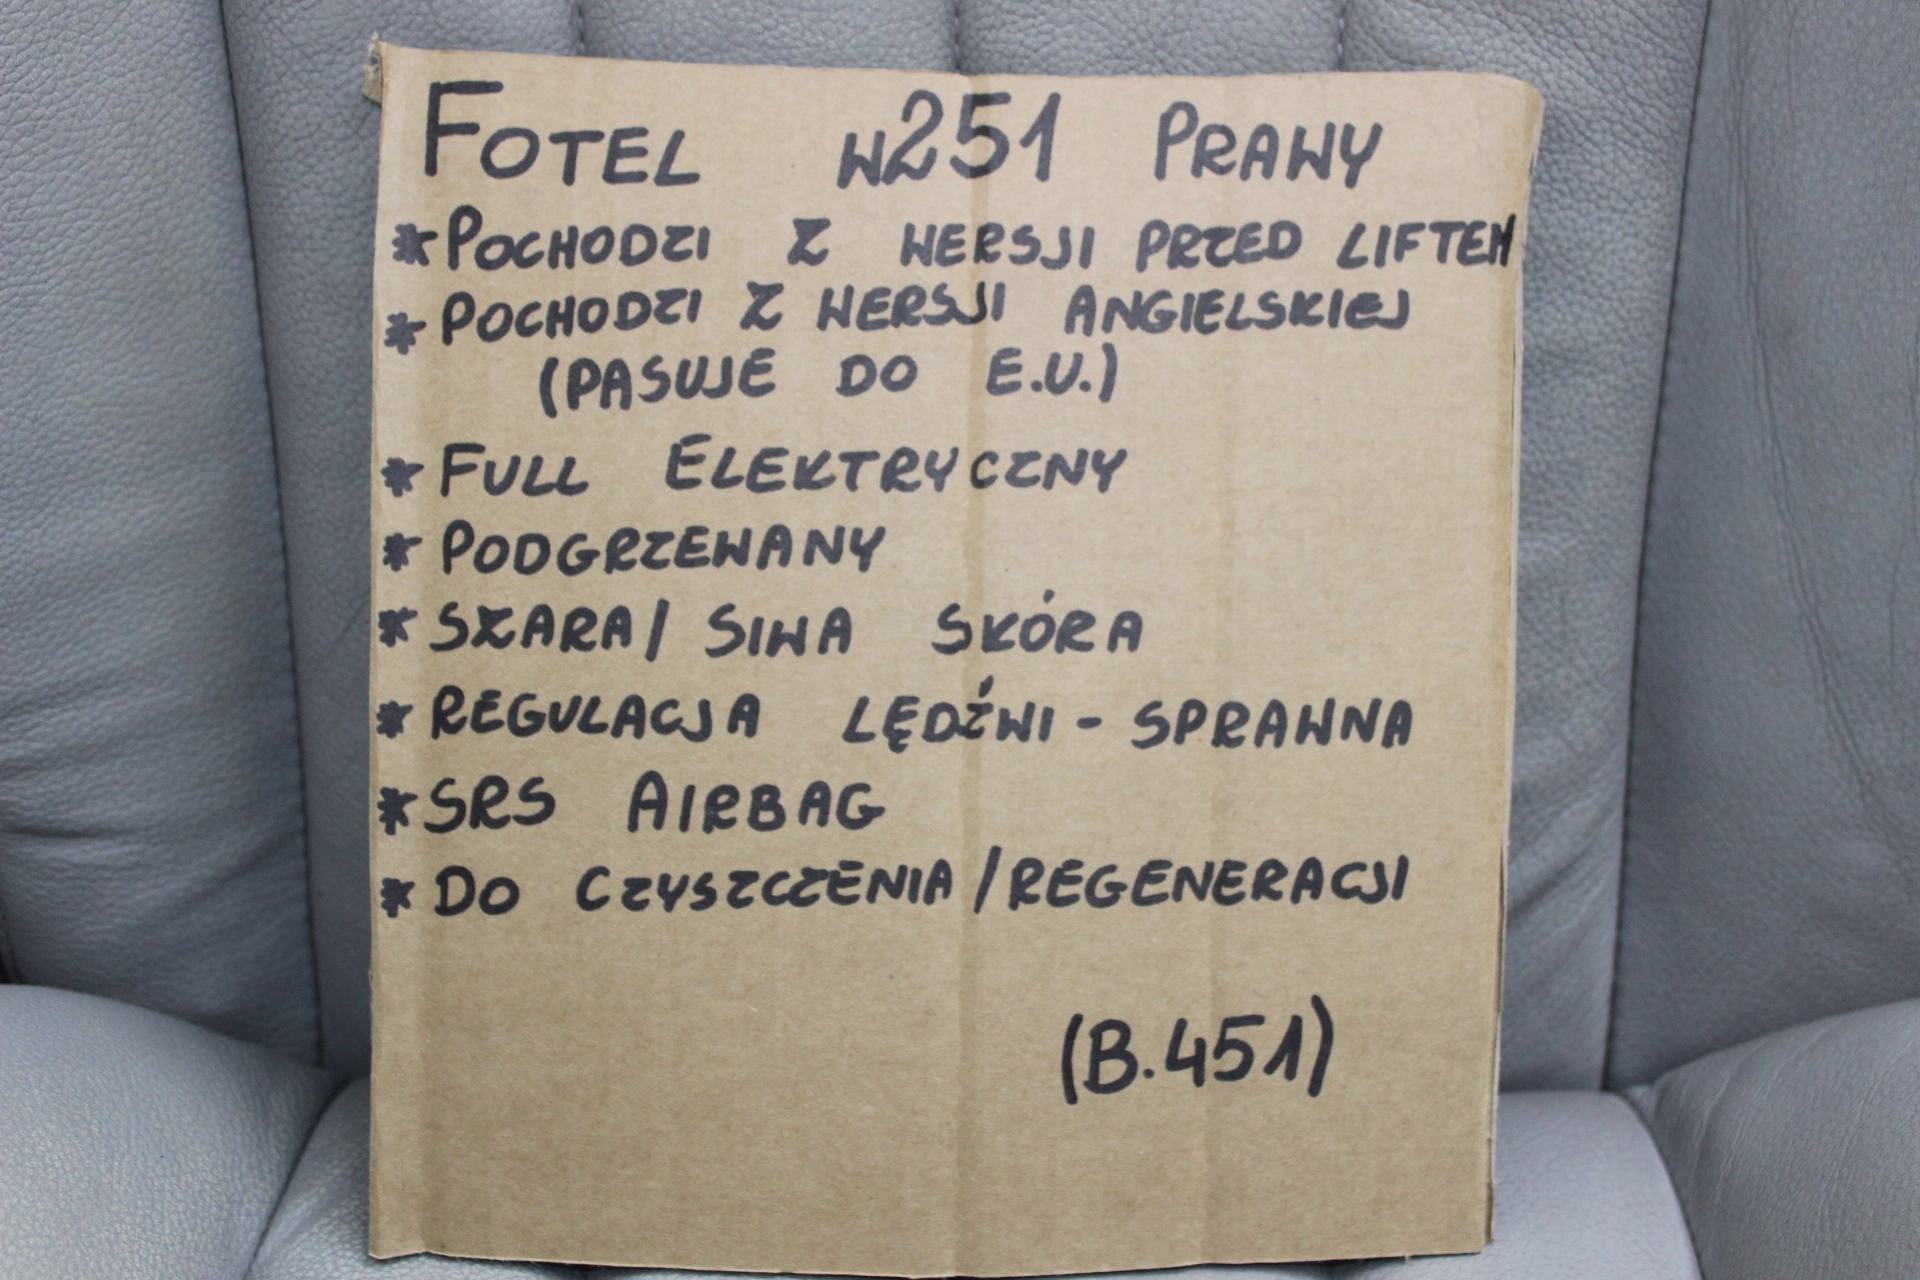 FOTEL W251 PRAWY
* POCHODZI Z WERSJI PRZED LIFTEM
* POCHODZI Z WERSJI ANGIELSKIEJ
(PASUJE DO E.U.)
* FULL ELEKTRYCZNY
* PODGRZEWANY
* SZARA/ SIWA SKÓRA
* REGULACJA LĘDŹWI - SPRAWNA
* SRS AIRBAG
* DO CZYSZCZENIA /REGENERACJI
(B.451)